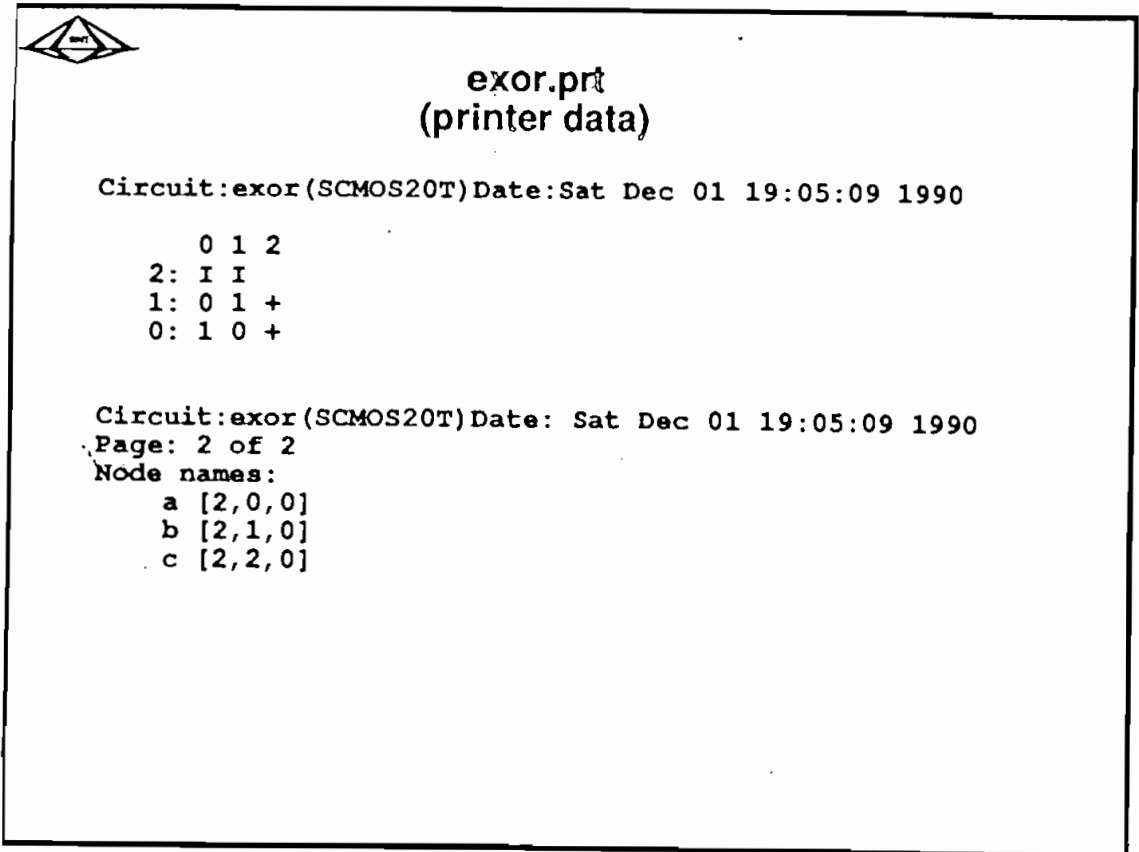 exor.prt
(printer data)
Circuit:exor(SCMOS20T)Date:Sat Dec 01 19:05:09 1990
0 1 2
2: I I
1: 0 1 +
0: 1 0 +
Circuit:exor(SCMOS20T)Date: Sat Dec 01 19:05:09 1990
Page: 2 of 2
Node names:
a [2,0,0]
b [2,1,0]
c [2,2,0]